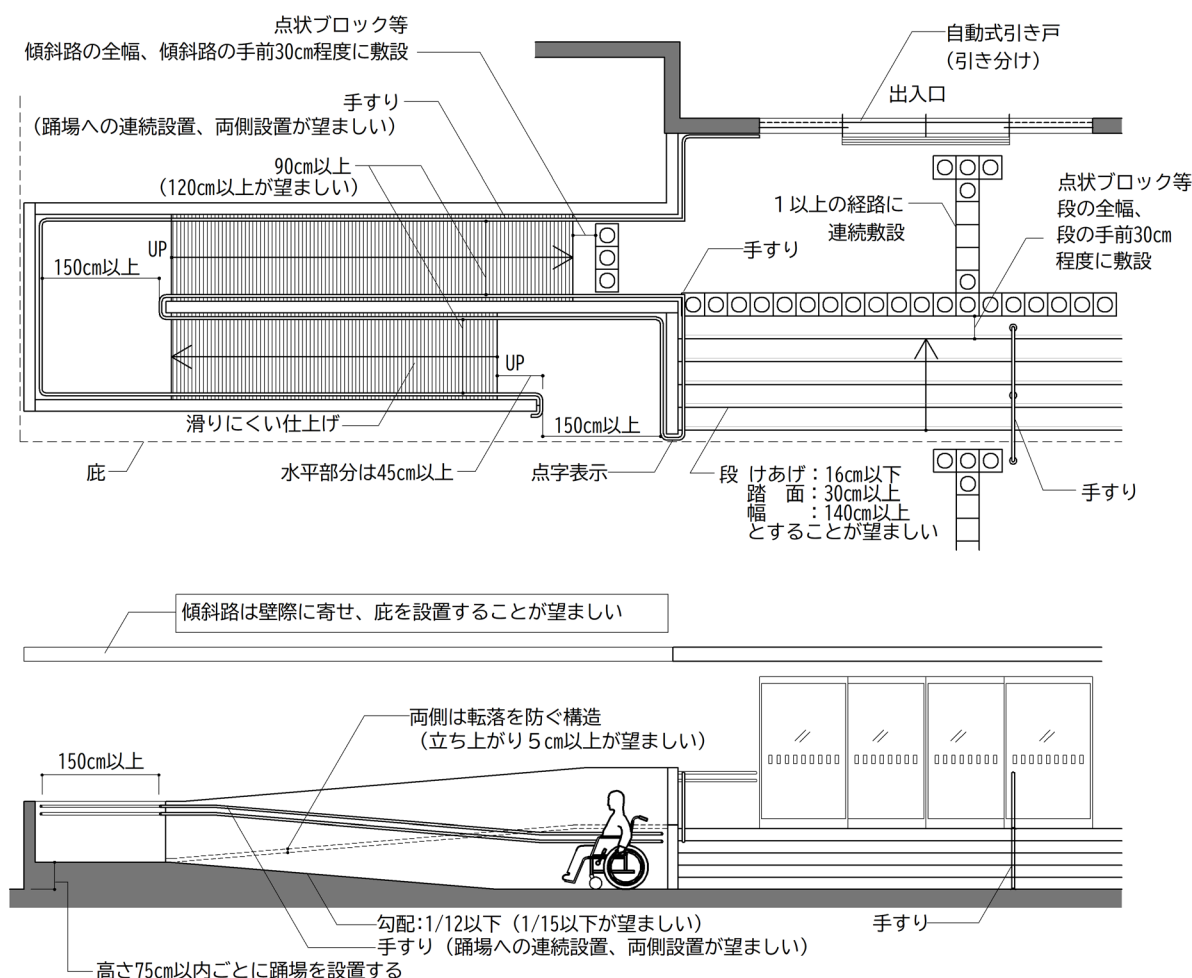 点状ブロック等
傾斜路の全幅、傾斜路の手前30cm程度に敷設
自動式引き戸
（引き分け）
出入口
手すり
（踊場への連続設置、両側設置が望ましい）
90cm以上
（120cm以上が望ましい）
点状ブロック等
段の全幅、
段の手前30cm
程度に敷設
１以上の経路に
連続敷設
手すり
UP
150cm以上
UP
滑りにくい仕上げ
150cm以上
庇
水平部分は45cm以上
点字表示
段 けあげ：16cm以下
踏　面：30cm以上
幅　　：140cm以上
とすることが望ましい
手すり
傾斜路は壁際に寄せ、庇を設置することが望ましい
両側は転落を防ぐ構造
（立ち上がり５cm以上が望ましい）
150cm以上
勾配：1/12以下（1/15以下が望ましい）
手すり
手すり（踊場への連続設置、両側設置が望ましい）
高さ75cm以内ごとに踊場を設置する